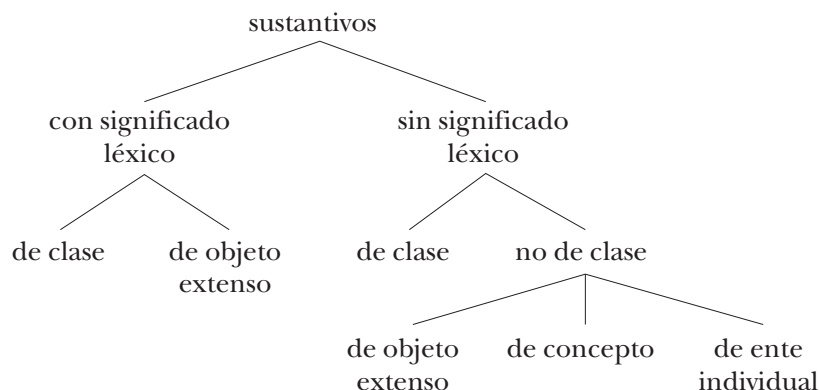 sustantivos
con significado
léxico
sin significado
léxico
de clase
de objeto
extenso
de clase
no de clase
de objeto
extenso
de concepto
de ente
individual